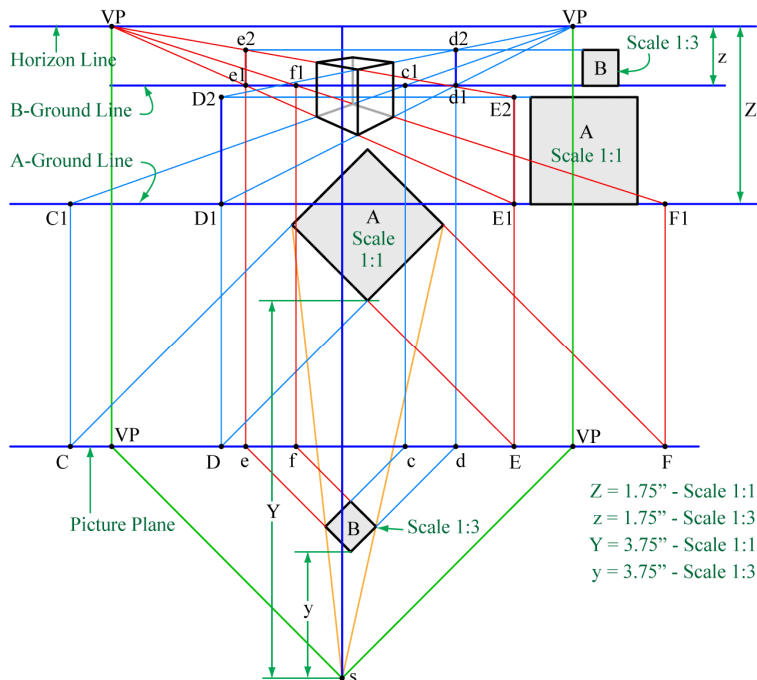 VP
VP
Horizon Line
e2
d2
Scale 1:3
B
z
e1
f1
c1
d1
B-Ground Line
D2
E2
A
Scale 1:1
Z
A-Ground Line
C1
D1
E1
F1
A
Scale
1:1
VP
VP
C
D
e
f
c
d
E
F
Picture Plane
Y
B
Scale 1:3
y
s
Z = 1.75” - Scale 1:1
z = 1.75” - Scale 1:3
Y = 3.75” - Scale 1:1
y = 3.75” - Scale 1:3